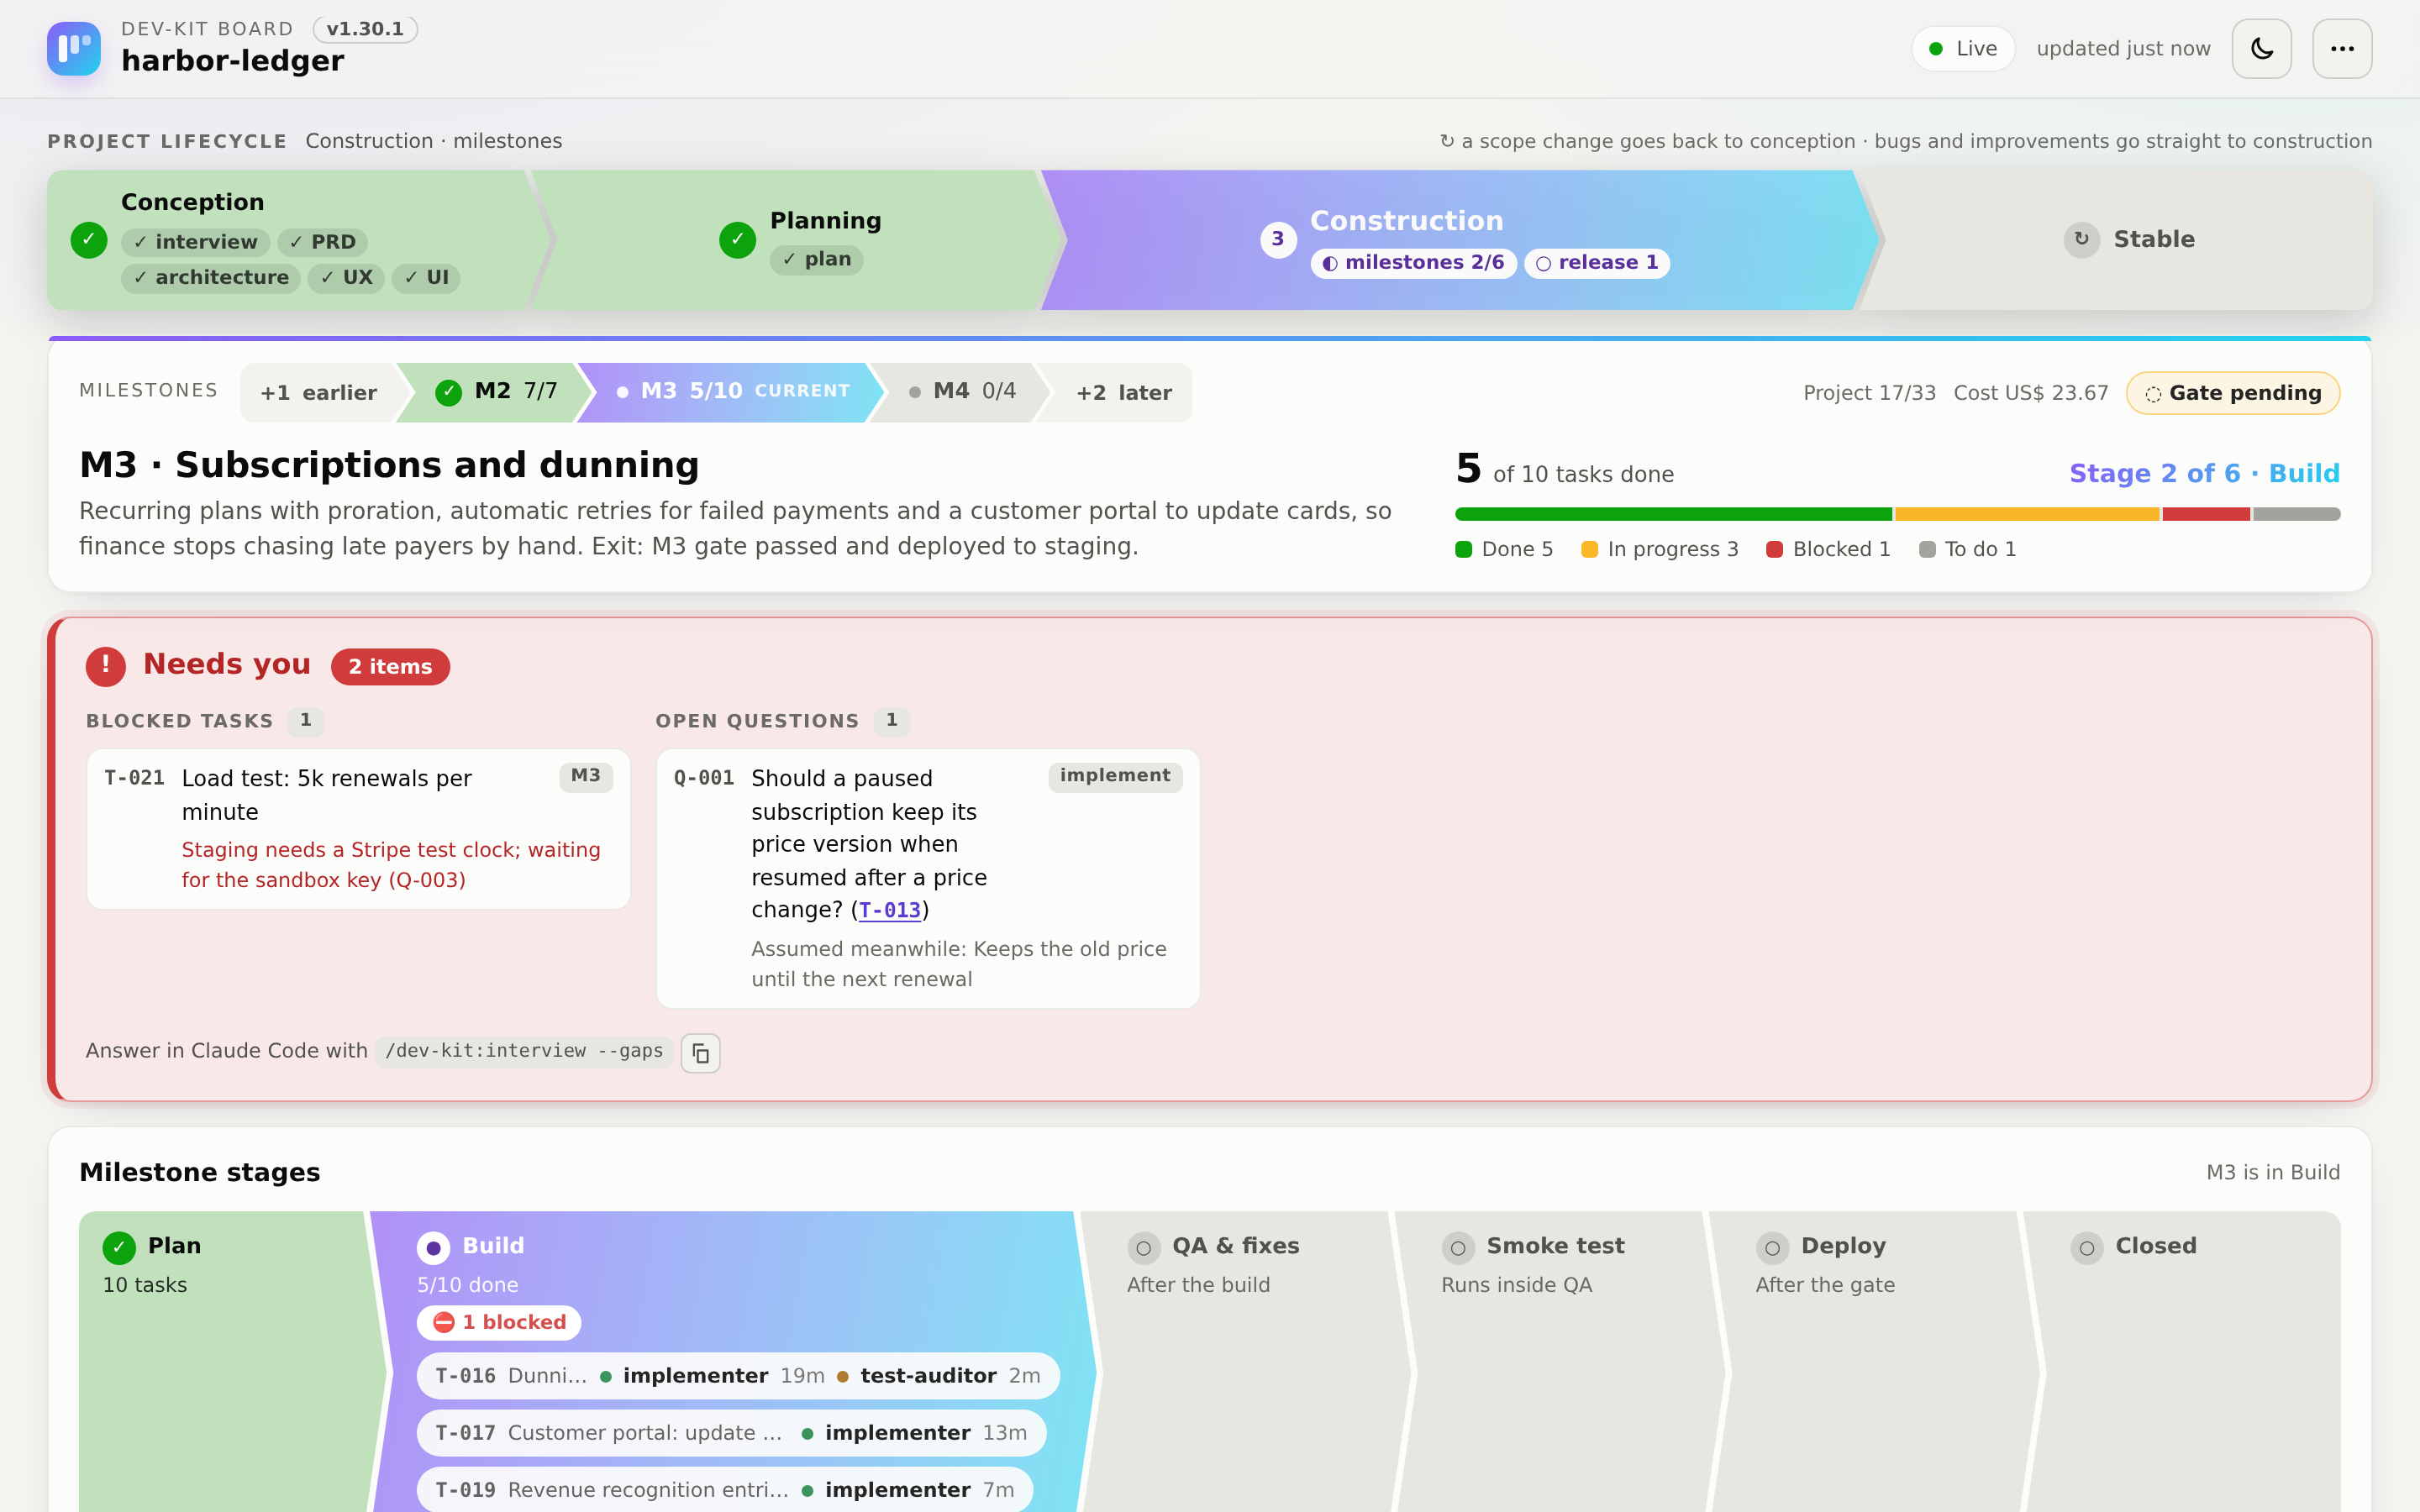 DEV-KIT BOARD v1.30.1
harbor-ledger
Live updated just now
PROJECT LIFECYCLE Construction · milestones
↻ a scope change goes back to conception · bugs and improvements go straight to construction
Conception
✓ interview ✓ PRD
✓ architecture ✓ UX ✓ UI
Planning
✓ plan
3 Construction
milestones 2/6 release 1
Stable
MILESTONES +1 earlier M2 7/7 M3 5/10 CURRENT M4 0/4 +2 later
Project 17/33 Cost US$ 23.67 Gate pending
M3 · Subscriptions and dunning
Recurring plans with proration, automatic retries for failed payments and a customer portal to update cards, so
finance stops chasing late payers by hand. Exit: M3 gate passed and deployed to staging.
5 of 10 tasks done Stage 2 of 6 · Build
Done 5 In progress 3 Blocked 1 To do 1
! Needs you 2 items
BLOCKED TASKS 1
T-021 Load test: 5k renewals per M3
minute
Staging needs a Stripe test clock; waiting
for the sandbox key (Q-003)
OPEN QUESTIONS 1
Q-001 Should a paused implement
subscription keep its
price version when
resumed after a price
change? (T-013)
Assumed meanwhile: Keeps the old price
until the next renewal
Answer in Claude Code with /dev-kit:interview --gaps
Milestone stages M3 is in Build
Plan
10 tasks
Build
5/10 done
1 blocked
T-016 Dunni… implementer 19m test-auditor 2m
T-017 Customer portal: update … implementer 13m
T-019 Revenue recognition entri… implementer 7m
QA & fixes
After the build
Smoke test
Runs inside QA
Deploy
After the gate
Closed